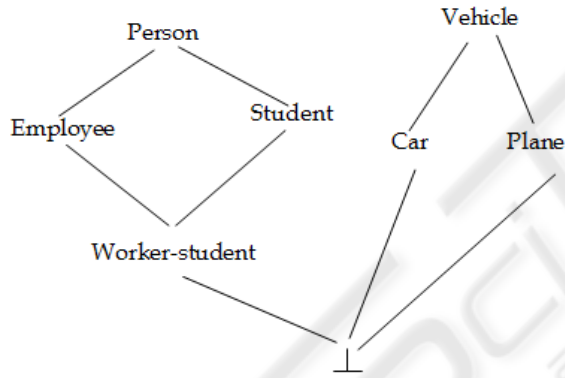 Vehicle
Person
Employee
Student
Car
Plane
Worker-student
⊥